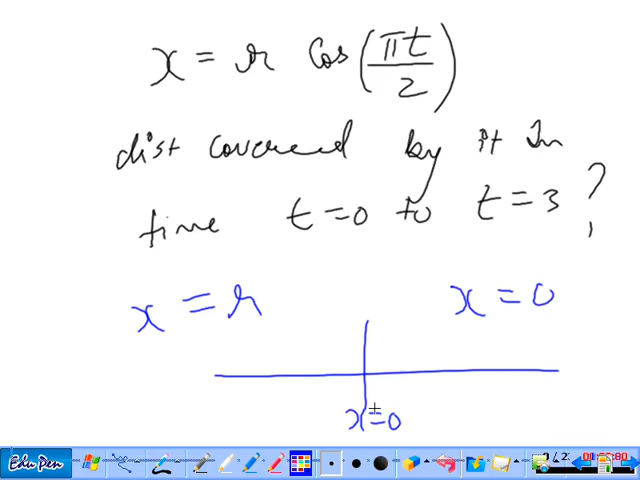 x = r cos(πt/2)
dist covered by it in
time t=0 to t=3 ?
x = r x = 0
x=0
Edu Pen